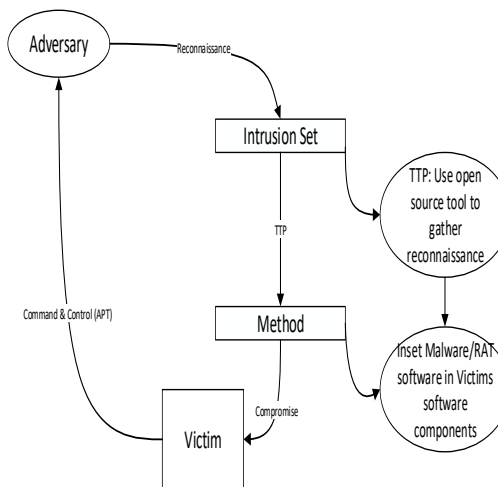 Adversary
Reconnaissance
Intrusion Set
TTP: Use open
source tool to
gather
reconnaissance
TTP
Command & Control (APT)
Method
Inset Malware/RAT
software in Victims
software
components
Compromise
Victim